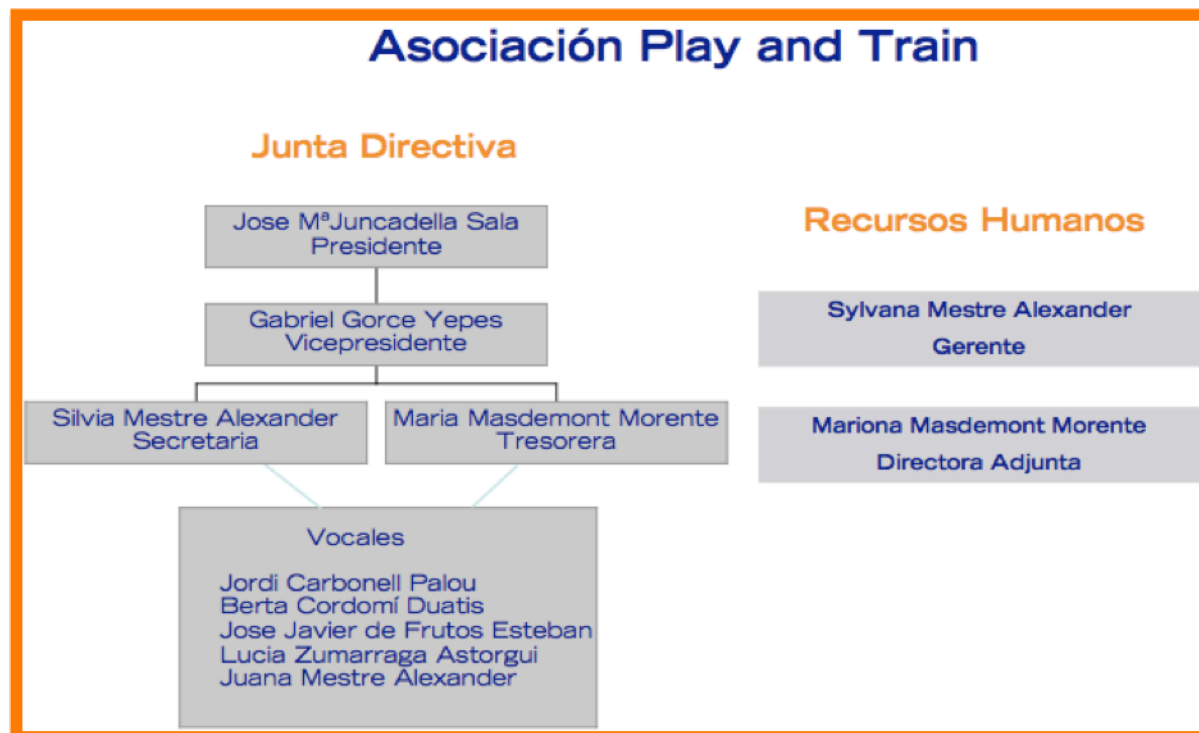 Asociación Play and Train
Junta Directiva
Jose MªJuncadella Sala
Presidente
Gabriel Gorce Yepes
Vicepresidente
Silvia Mestre Alexander
Secretaria
Maria Masdemont Morente
Tresorera
Vocales
Jordi Carbonell Palou
Berta Cordomí Duatis
Jose Javier de Frutos Esteban
Lucia Zumarraga Astorgui
Juana Mestre Alexander
Recursos Humanos
Sylvana Mestre Alexander
Gerente
Mariona Masdemont Morente
Directora Adjunta